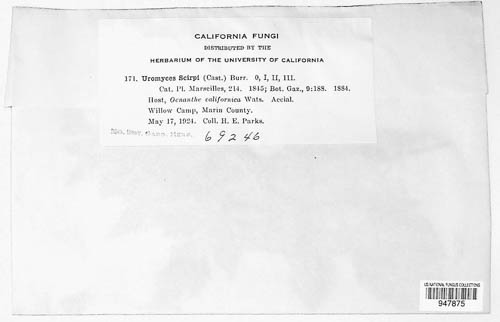 CALIFORNIA FUNGI
DISTRIBUTED BY THE
HERBARIUM OF THE UNIVERSITY OF CALIFORNIA
171. Uromyces Scirpi (Cast.) Burr. 0, I, II, III.
Cat. Pl. Marseilles, 214. 1845; Bot. Gaz., 9:188. 1884.
Host, Oenanthe californica Wats. Aecial.
Willow Camp, Marin County.
May 17, 1924. Coll. H. E. Parks.
69246
US NATIONAL FUNGUS COLLECTIONS
947875